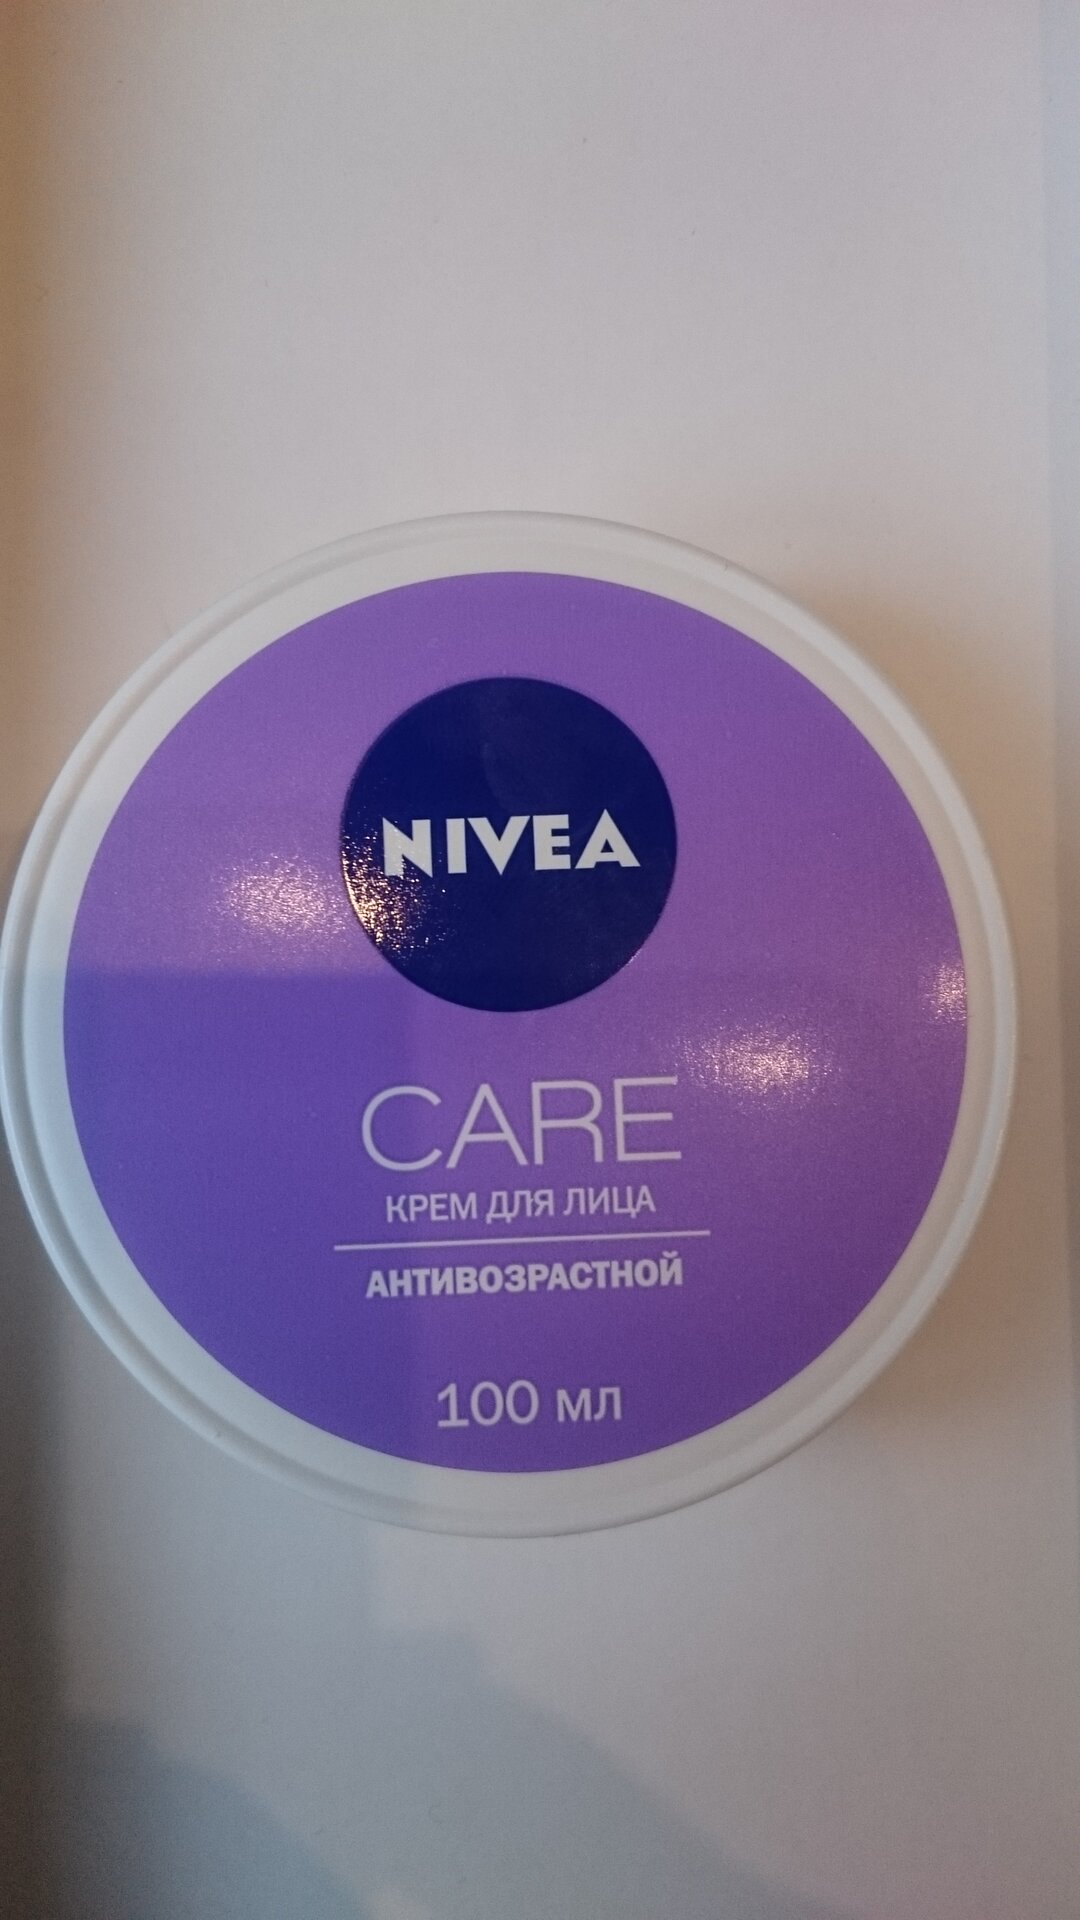 NIVEA
CARE
КРЕМ ДЛЯ ЛИЦА
АНТИВОЗРАСТНОЙ
100 мл